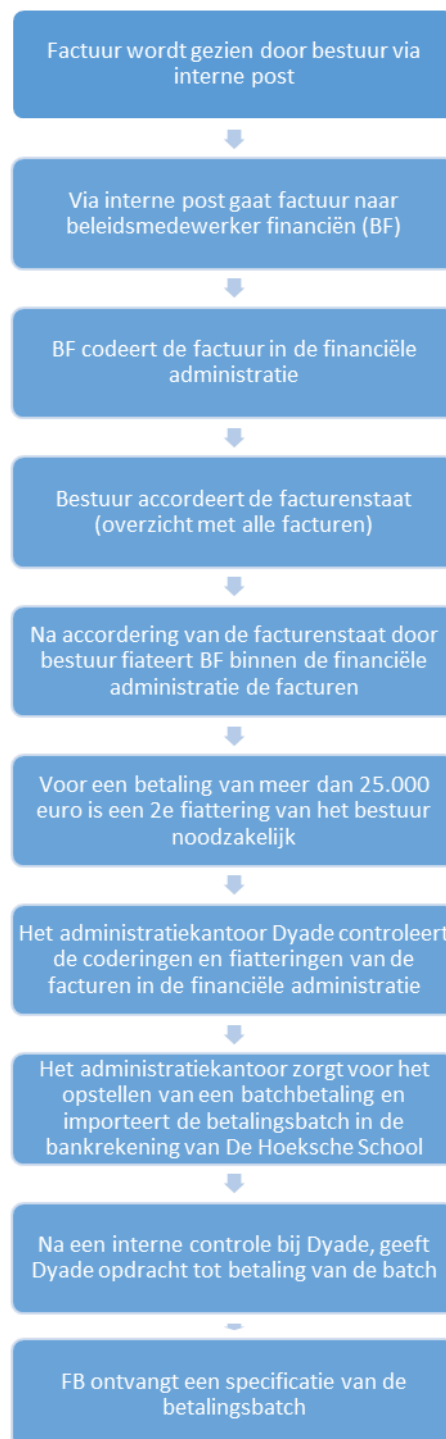 Factuur wordt gezien door bestuur via
interne post
Via interne post gaat factuur naar
beleidsmedewerker financiën (BF)
BF codeert de factuur in de financiële
administratie
Bestuur accordeert de facturenstaat
(overzicht met alle facturen)
Na accordering van de facturenstaat door
bestuur fiateert BF binnen de financiële
administratie de facturen
Voor een betaling van meer dan 25.000
euro is een 2e fiattering van het bestuur
noodzakelijk
Het administratiekantoor Dyade controleert
de coderingen en fiatteringen van de
facturen in de financiële administratie
Het administratiekantoor zorgt voor het
opstellen van een batchbetaling en
importeert de betalingsbatch in de
bankrekening van De Hoeksche School
Na een interne controle bij Dyade, geeft
Dyade opdracht tot betaling van de batch
FB ontvangt een specificatie van de
betalingsbatch